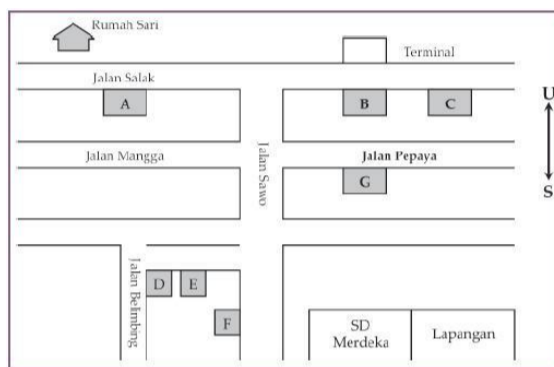 Rumah Sari
Terminal
Jalan Salak
A
B
C
U
S
Jalan Mangga
Jalan Sawo
Jalan Pepaya
G
Jalan Belimbing
D
E
F
SD
Merdeka
Lapangan